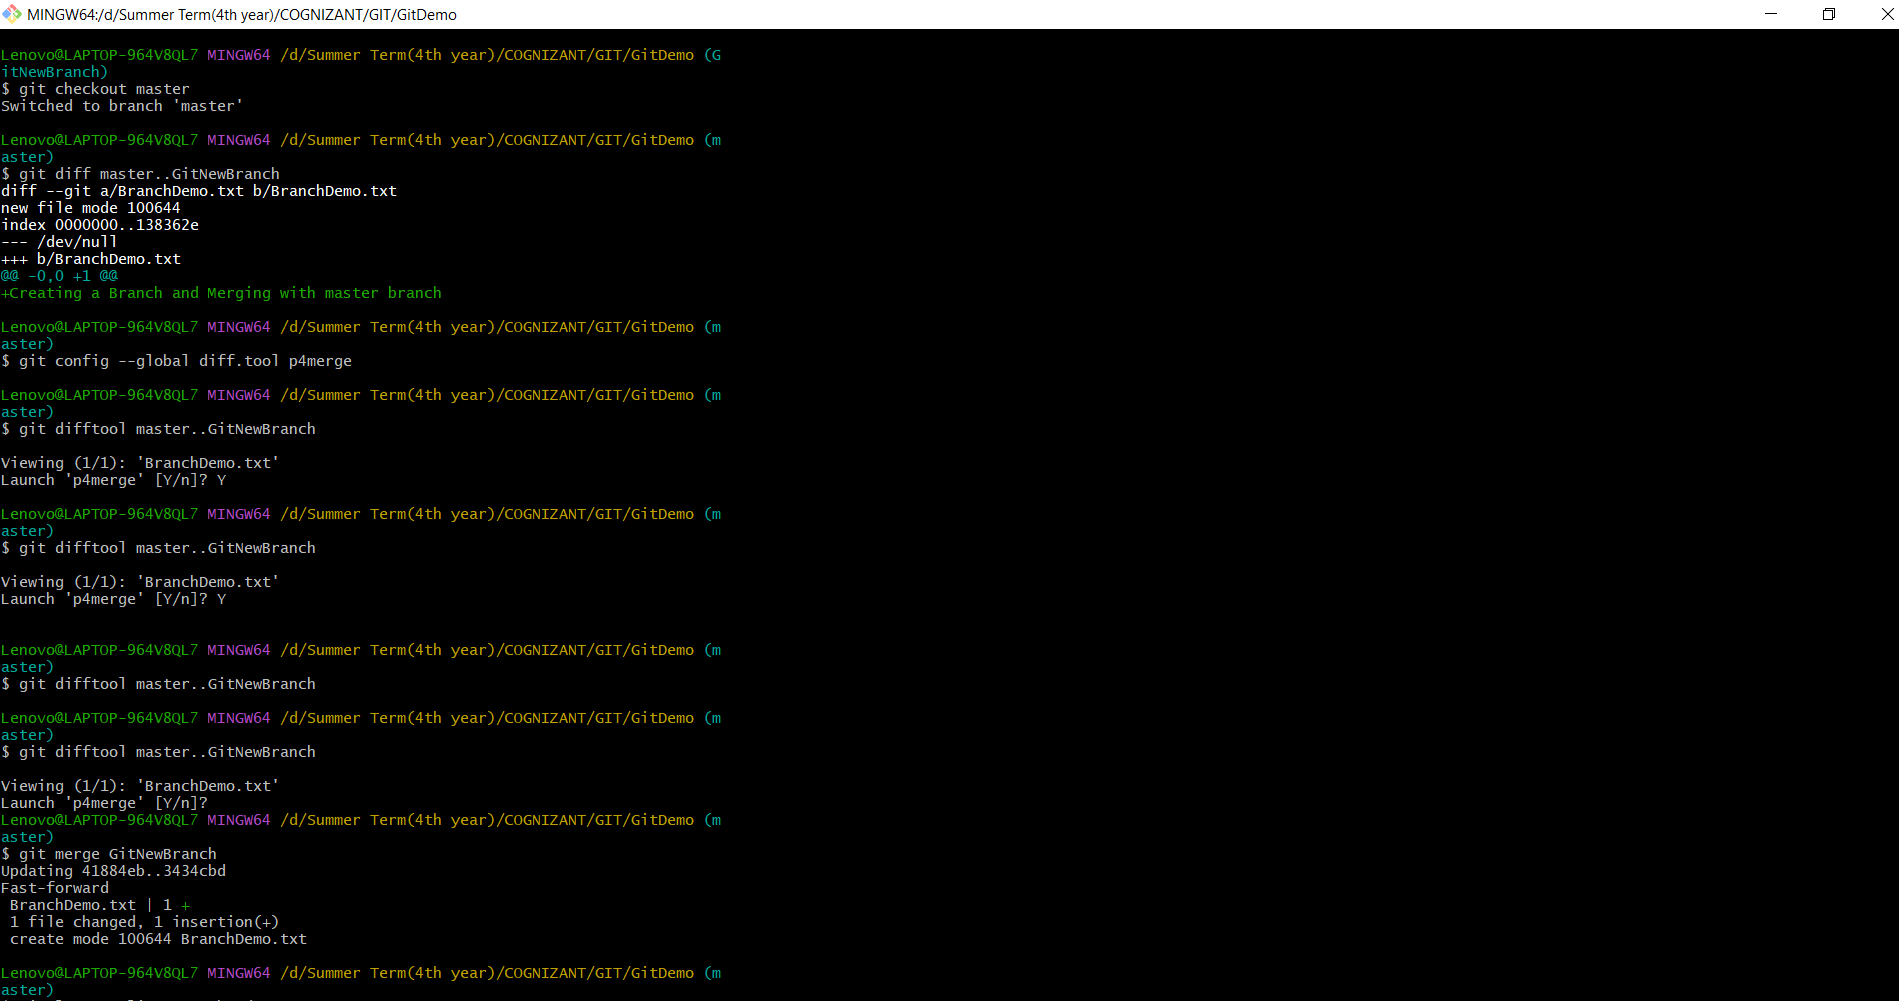 MINGW64:/d/Summer Term(4th year)/COGNIZANT/GIT/GitDemo
Lenovo@LAPTOP-964V8QL7 MINGW64 /d/Summer Term(4th year)/COGNIZANT/GIT/GitDemo (G
itNewBranch)
$ git checkout master
Switched to branch 'master'
Lenovo@LAPTOP-964V8QL7 MINGW64 /d/Summer Term(4th year)/COGNIZANT/GIT/GitDemo (m
aster)
$ git diff master..GitNewBranch
diff --git a/BranchDemo.txt b/BranchDemo.txt
new file mode 100644
index 0000000..138362e
--- /dev/null
+++ b/BranchDemo.txt
@@ -0,0 +1 @@
+Creating a Branch and Merging with master branch
Lenovo@LAPTOP-964V8QL7 MINGW64 /d/Summer Term(4th year)/COGNIZANT/GIT/GitDemo (m
aster)
$ git config --global diff.tool p4merge
Lenovo@LAPTOP-964V8QL7 MINGW64 /d/Summer Term(4th year)/COGNIZANT/GIT/GitDemo (m
aster)
$ git difftool master..GitNewBranch
Viewing (1/1): 'BranchDemo.txt'
Launch 'p4merge' [Y/n]? Y
Lenovo@LAPTOP-964V8QL7 MINGW64 /d/Summer Term(4th year)/COGNIZANT/GIT/GitDemo (m
aster)
$ git difftool master..GitNewBranch
Viewing (1/1): 'BranchDemo.txt'
Launch 'p4merge' [Y/n]? Y
Lenovo@LAPTOP-964V8QL7 MINGW64 /d/Summer Term(4th year)/COGNIZANT/GIT/GitDemo (m
aster)
$ git difftool master..GitNewBranch
Lenovo@LAPTOP-964V8QL7 MINGW64 /d/Summer Term(4th year)/COGNIZANT/GIT/GitDemo (m
aster)
$ git difftool master..GitNewBranch
Viewing (1/1): 'BranchDemo.txt'
Launch 'p4merge' [Y/n]?
Lenovo@LAPTOP-964V8QL7 MINGW64 /d/Summer Term(4th year)/COGNIZANT/GIT/GitDemo (m
aster)
$ git merge GitNewBranch
Updating 41884eb..3434cbd
Fast-forward
 BranchDemo.txt | 1 +
 1 file changed, 1 insertion(+)
 create mode 100644 BranchDemo.txt
Lenovo@LAPTOP-964V8QL7 MINGW64 /d/Summer Term(4th year)/COGNIZANT/GIT/GitDemo (m
aster)